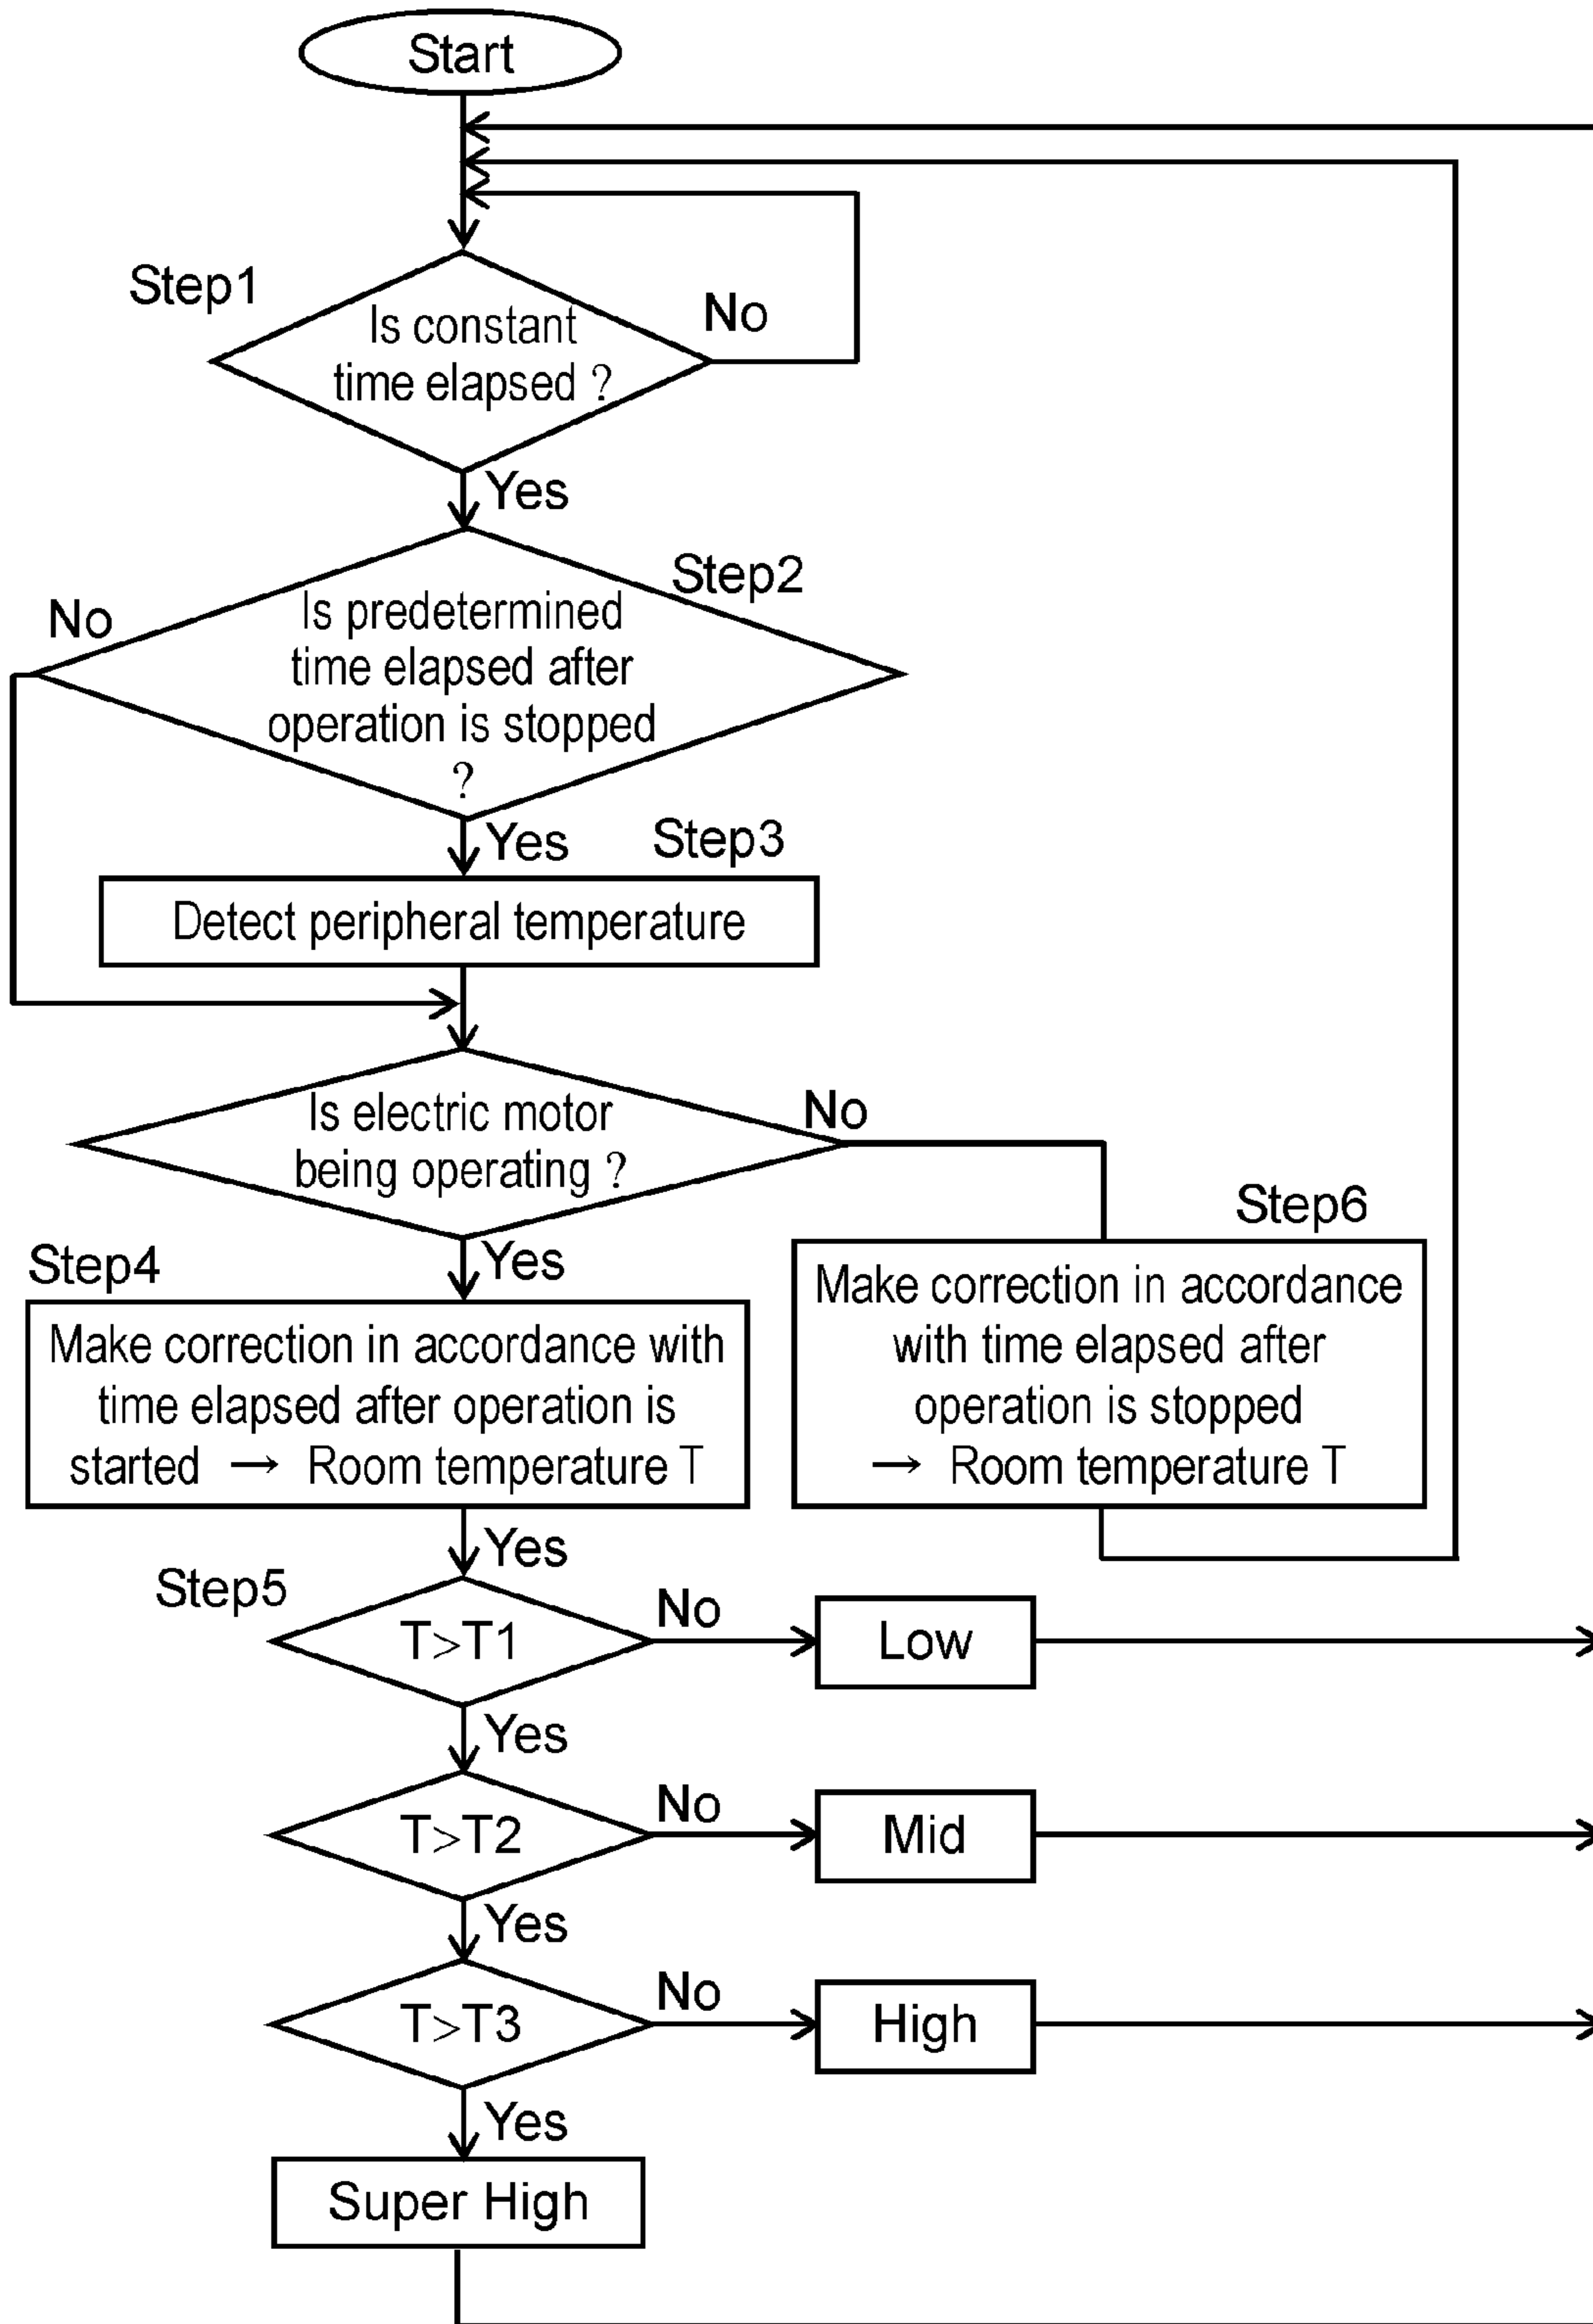 Start
Step1
Is constant
time elapsed ?
No
Yes
Step2
No
Is predetermined
time elapsed after
operation is stopped
?
Yes
Step3
Detect peripheral temperature
Is electric motor
being operating ?
No
Yes
Step4
Make correction in accordance with
time elapsed after operation is
started → Room temperature T
Step6
Make correction in accordance
with time elapsed after
operation is stopped
→ Room temperature T
Yes
Step5
T>T1
No
Low
Yes
T>T2
No
Mid
Yes
T>T3
No
High
Yes
Super High